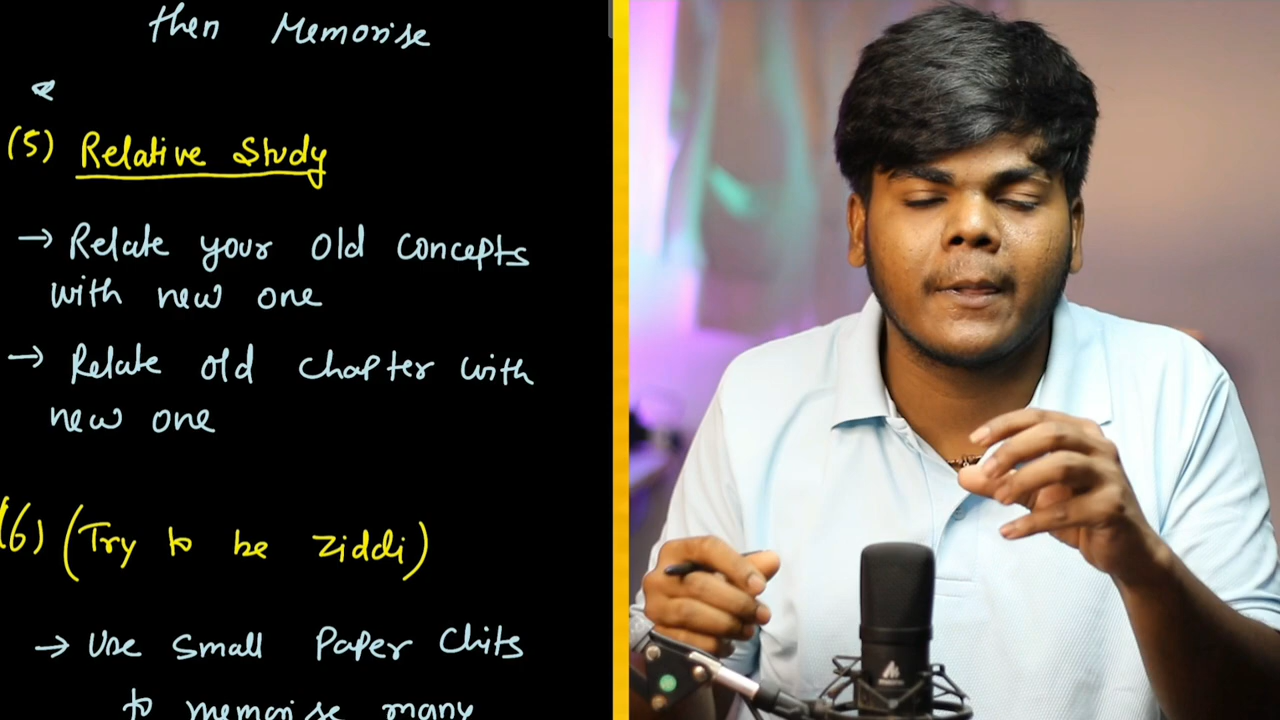 then Memorise
(5) Relative Study
→ Relate your old concepts
with new one
→ Relate old chapter with
new one
(6) (Try to be ziddi)
→ Use Small Paper Chits
to memorise many